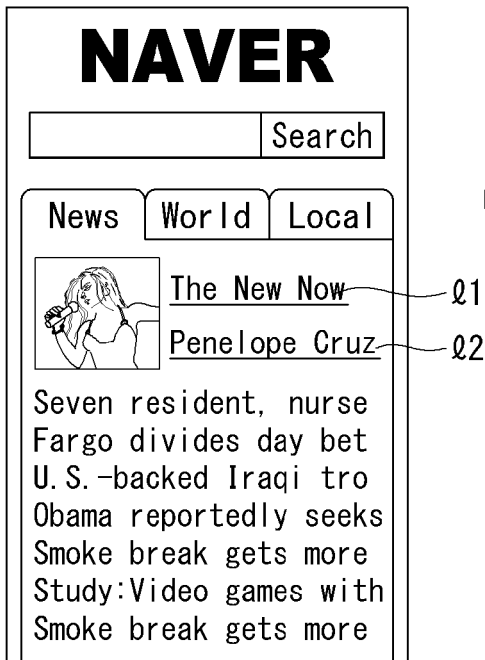 NAVER
Search
News World Local
The New Now ℓ1
Penelope Cruz ℓ2
Seven resident, nurse
Fargo divides day bet
U.S.-backed Iraqi tro
Obama reportedly seeks
Smoke break gets more
Study:Video games with
Smoke break gets more